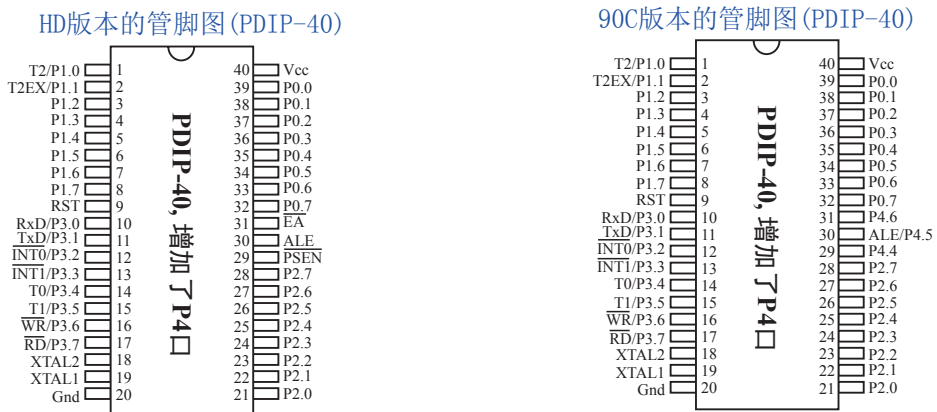 HD版本的管脚图(PDIP-40)
T2/P1.0 1 40 Vcc
T2EX/P1.1 2 39 P0.0
P1.2 3 38 P0.1
P1.3 4 37 P0.2
P1.4 5 36 P0.3
P1.5 6 35 P0.4
P1.6 7 34 P0.5
P1.7 8 33 P0.6
RST 9 32 P0.7
RxD/P3.0 10 31 E̅A̅
TxD/P3.1 11 30 ALE
I̅N̅T̅0̅/P3.2 12 29 P̅S̅E̅N̅
I̅N̅T̅1̅/P3.3 13 28 P2.7
T0/P3.4 14 27 P2.6
T1/P3.5 15 26 P2.5
W̅R̅/P3.6 16 25 P2.4
R̅D̅/P3.7 17 24 P2.3
XTAL2 18 23 P2.2
XTAL1 19 22 P2.1
Gnd 20 21 P2.0
PDIP-40, 增加了P4口
90C版本的管脚图(PDIP-40)
T2/P1.0 1 40 Vcc
T2EX/P1.1 2 39 P0.0
P1.2 3 38 P0.1
P1.3 4 37 P0.2
P1.4 5 36 P0.3
P1.5 6 35 P0.4
P1.6 7 34 P0.5
P1.7 8 33 P0.6
RST 9 32 P0.7
RxD/P3.0 10 31 P4.6
TxD/P3.1 11 30 ALE/P4.5
I̅N̅T̅0̅/P3.2 12 29 P4.4
I̅N̅T̅1̅/P3.3 13 28 P2.7
T0/P3.4 14 27 P2.6
T1/P3.5 15 26 P2.5
W̅R̅/P3.6 16 25 P2.4
R̅D̅/P3.7 17 24 P2.3
XTAL2 18 23 P2.2
XTAL1 19 22 P2.1
Gnd 20 21 P2.0
PDIP-40, 增加了P4口